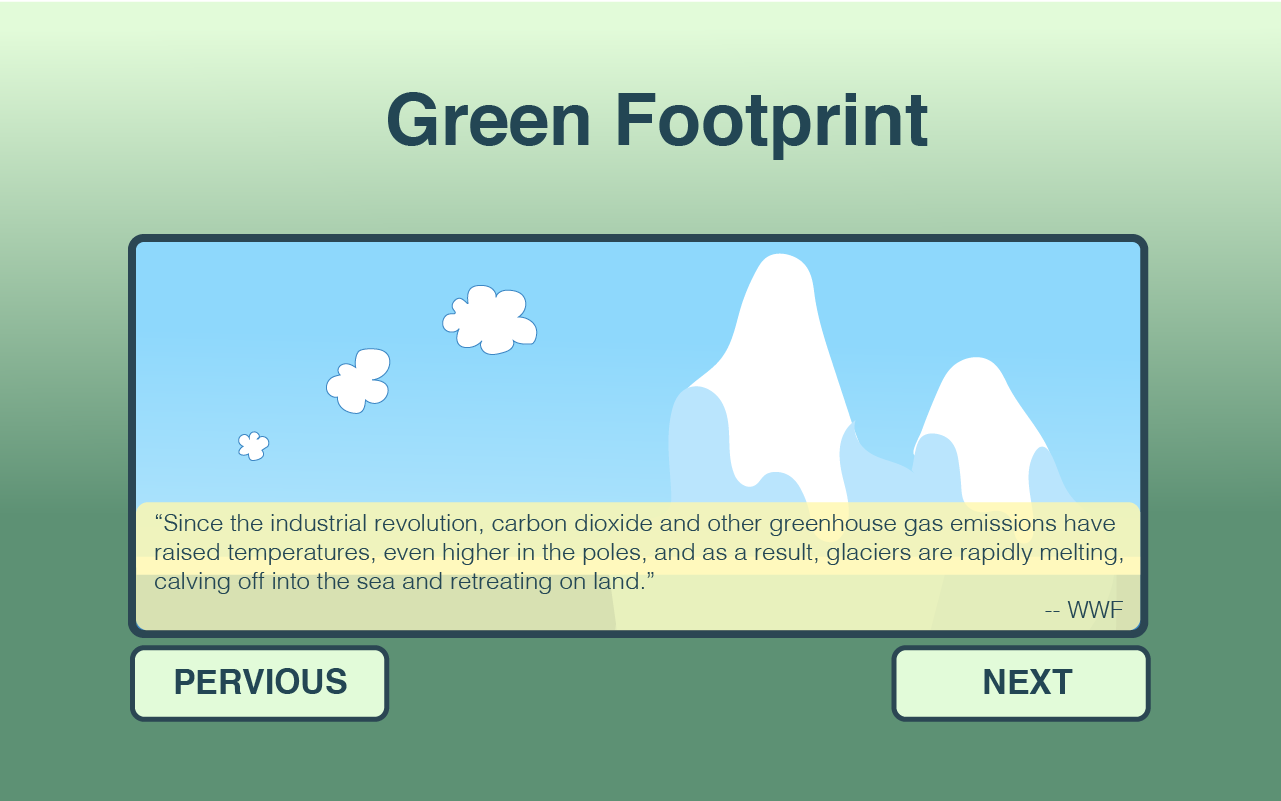 Green Footprint
“Since the industrial revolution, carbon dioxide and other greenhouse gas emissions have
raised temperatures, even higher in the poles, and as a result, glaciers are rapidly melting,
calving off into the sea and retreating on land.”
-- WWF
PERVIOUS
NEXT